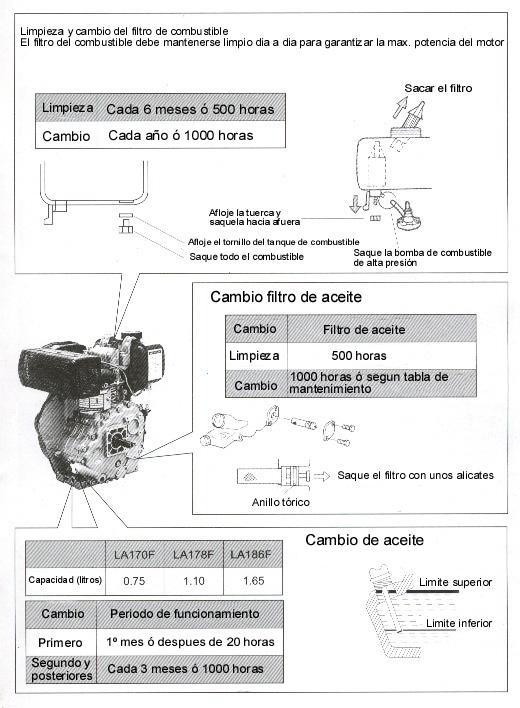 Limpieza y cambio del filtro de combustible
El filtro del combustible debe mantenerse limpio dia a dia para garantizar la max. potencia del motor
Sacar el filtro
Limpieza Cada 6 meses ó 500 horas
Cambio Cada año ó 1000 horas
Afloje la tuerca y
saquela hacia afuera
Afloje el tornillo del tanque de combustible
Saque todo el combustible
Saque la bomba de combustible
de alta presión
Cambio filtro de aceite
Cambio Filtro de aceite
Limpieza 500 horas
Cambio 1000 horas ó segun tabla de
mantenimiento
Saque el filtro con unos alicates
Anillo tórico
Cambio de aceite
LA170F LA178F LA186F
Capacidad (litros) 0.75 1.10 1.65
Cambio Periodo de funcionamiento
Primero 1º mes ó despues de 20 horas
Segundo y
posteriores Cada 3 meses ó 1000 horas
Limite superior
Limite inferior